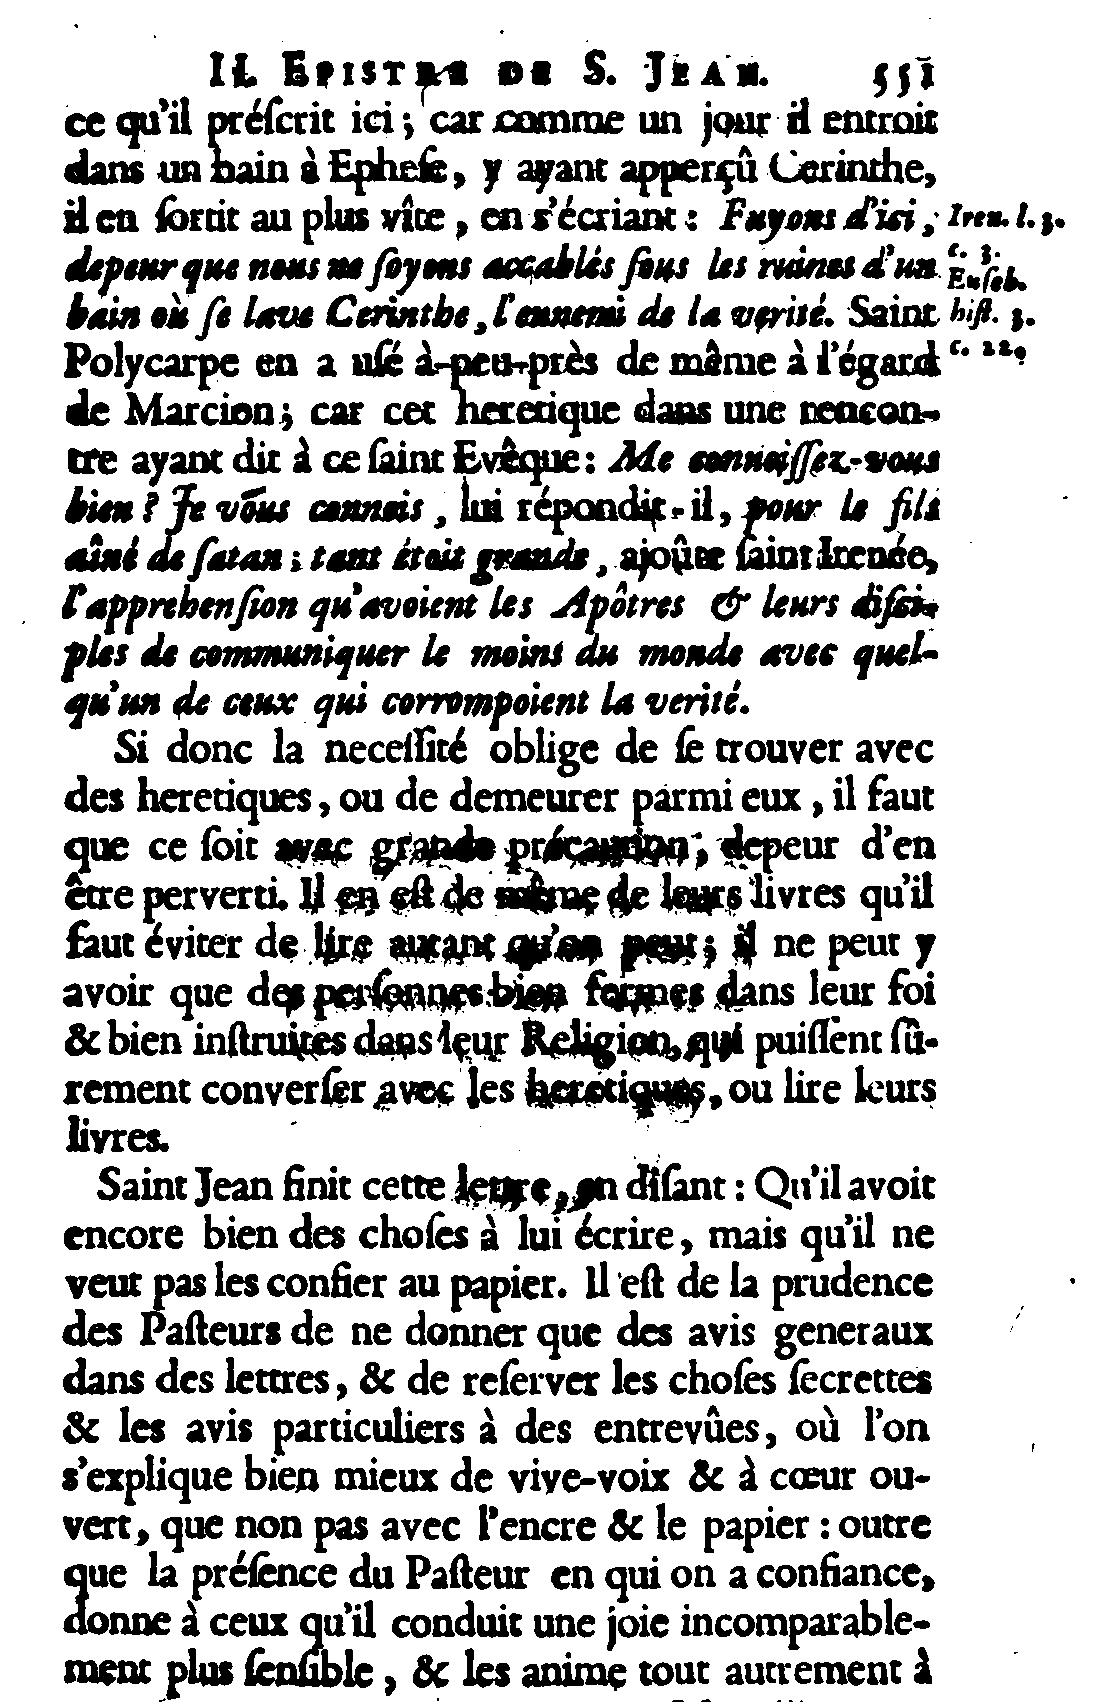 II. EPISTRE DE S. JEAN. 551
ce qu'il préſcrit ici ; car comme un jour il entroit
dans un bain à Epheſe, y ayant apperçû Cerinthe,
il en ſortit au plus vîte, en s'écriant : Fuyons d'ici,
depeur que nous ne ſoyons accablés ſous les ruines d'un
bain où ſe lave Cerinthe, l'ennemi de la verité. Saint
Polycarpe en a uſé à-peu-près de même à l'égard
de Marcion ; car cet heretique dans une rencon-
tre ayant dit à ce ſaint Evêque : Me connoiſſez-vous
bien ? Je vous connois, lui répondit-il, pour le fils
aîné de ſatan ; tant étoit grande, ajoûte ſaint Irenée,
l'apprehenſion qu'avoient les Apôtres & leurs diſci-
ples de communiquer le moins du monde avec quel-
qu'un de ceux qui corrompoient la verité.
Iren. l. 3.
c. 3.
Euſeb.
hiſt. 3.
c. 22.
Si donc la neceſſité oblige de ſe trouver avec
des heretiques, ou de demeurer parmi eux, il faut
que ce ſoit avec grande précaution, depeur d'en
être perverti. Il en eſt de même de leurs livres qu'il
faut éviter de lire autant qu'on peut ; il ne peut y
avoir que des perſonnes bien fermes dans leur foi
& bien inſtruites dans leur Religion, qui puiſſent ſû-
rement converſer avec les heretiques, ou lire leurs
livres.
Saint Jean finit cette lettre, en diſant : Qu'il avoit
encore bien des choſes à lui écrire, mais qu'il ne
veut pas les confier au papier. Il eſt de la prudence
des Paſteurs de ne donner que des avis generaux
dans des lettres, & de reſerver les choſes ſecrettes
& les avis particuliers à des entrevûes, où l'on
s'explique bien mieux de vive-voix & à cœur ou-
vert, que non pas avec l'encre & le papier : outre
que la préſence du Paſteur en qui on a confiance,
donne à ceux qu'il conduit une joie incomparable-
ment plus ſenſible, & les anime tout autrement à